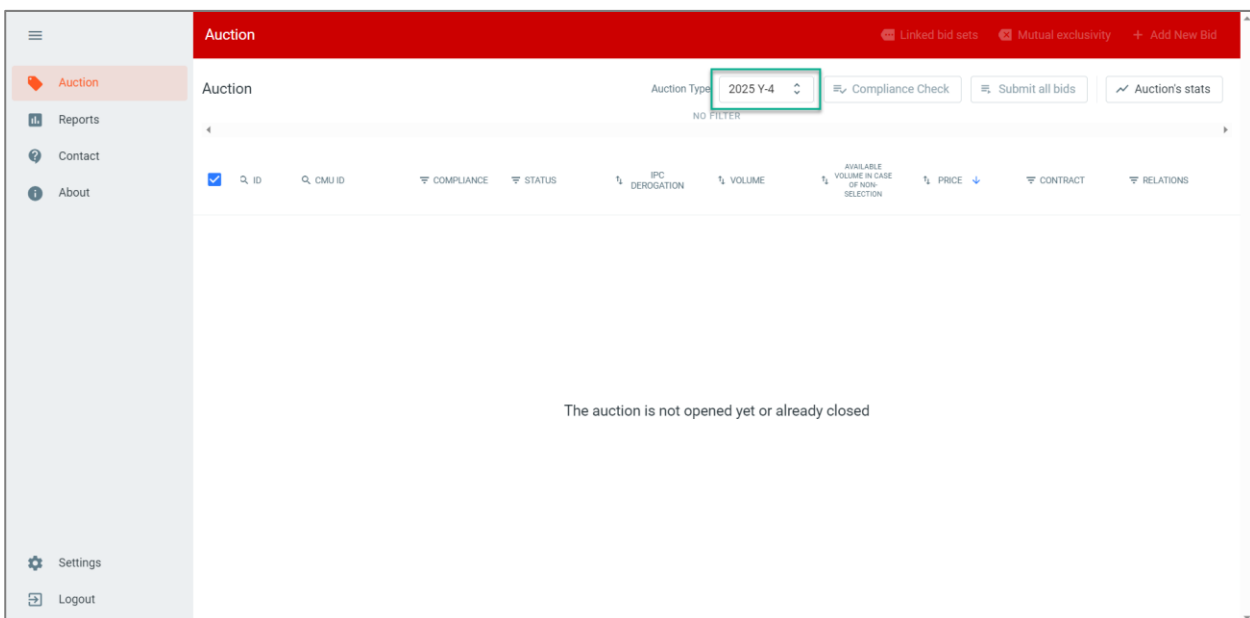 Auction
Linked bid sets
Mutual exclusivity
+ Add New Bid
Auction
Reports
Contact
About
Settings
Logout
Auction
Auction Type
2025 Y-4
Compliance Check
Submit all bids
Auction's stats
NO FILTER
ID
CMU ID
COMPLIANCE
STATUS
IPC
DEROGATION
VOLUME
AVAILABLE
VOLUME IN CASE
OF NON-
SELECTION
PRICE
CONTRACT
RELATIONS
The auction is not opened yet or already closed